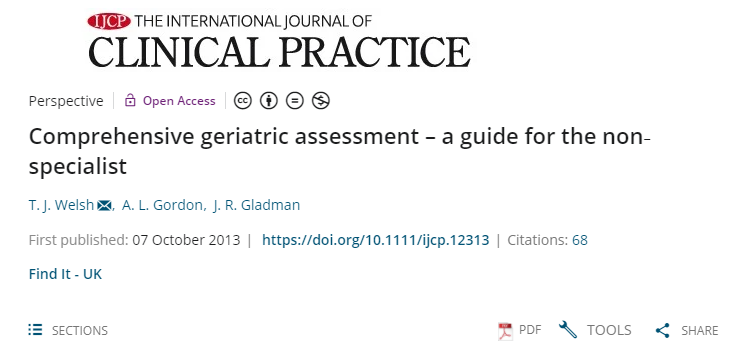 IJCP THE INTERNATIONAL JOURNAL OF
CLINICAL PRACTICE
Perspective Open Access cc
Comprehensive geriatric assessment – a guide for the non-
specialist
T. J. Welsh, A. L. Gordon, J. R. Gladman
First published: 07 October 2013 | https://doi.org/10.1111/ijcp.12313 | Citations: 68
Find It - UK
SECTIONS PDF TOOLS SHARE